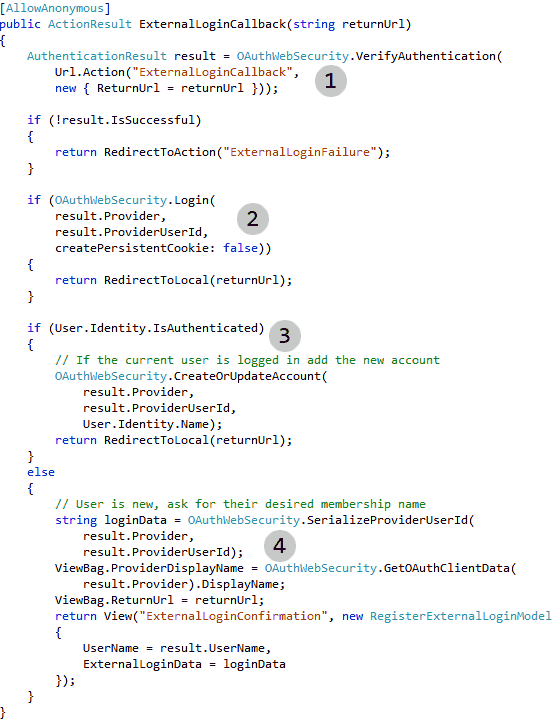 [AllowAnonymous]
public ActionResult ExternalLoginCallback(string returnUrl)
{
    AuthenticationResult result = OAuthWebSecurity.VerifyAuthentication(
        Url.Action("ExternalLoginCallback",
        new { ReturnUrl = returnUrl }));
1

    if (!result.IsSuccessful)
    {
        return RedirectToAction("ExternalLoginFailure");
    }

    if (OAuthWebSecurity.Login(
        result.Provider,
        result.ProviderUserId,
2
        createPersistentCookie: false))
    {
        return RedirectToLocal(returnUrl);
    }

    if (User.Identity.IsAuthenticated)
3
    {
        // If the current user is logged in add the new account
        OAuthWebSecurity.CreateOrUpdateAccount(
            result.Provider,
            result.ProviderUserId,
            User.Identity.Name);
        return RedirectToLocal(returnUrl);
    }
    else
    {
        // User is new, ask for their desired membership name
        string loginData = OAuthWebSecurity.SerializeProviderUserId(
            result.Provider,
            result.ProviderUserId);
4
        ViewBag.ProviderDisplayName = OAuthWebSecurity.GetOAuthClientData(
            result.Provider).DisplayName;
        ViewBag.ReturnUrl = returnUrl;
        return View("ExternalLoginConfirmation", new RegisterExternalLoginModel
        {
            UserName = result.UserName,
            ExternalLoginData = loginData
        });
    }
}